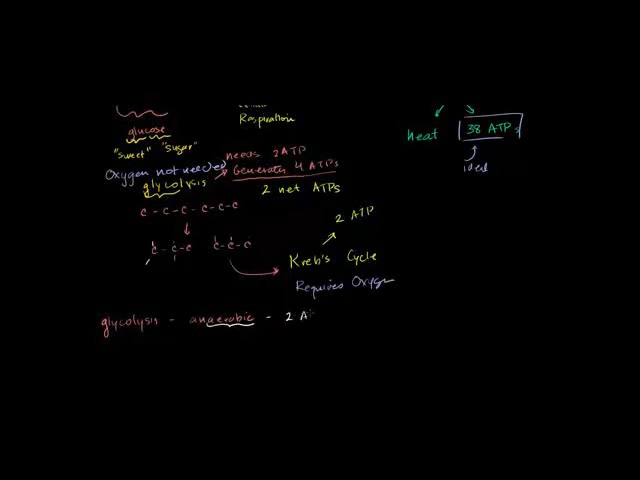 Respiration
glucose
heat 38 ATPs
"sweet" "sugar"
ideal
Oxygen not needed
needs 2 ATP
Generates 4 ATPs
glycolysis
2 net ATPs
C - C - C - C - C - C
2 ATP
C - C - C C - C - C
Kreb's Cycle
Requires Oxygen
glycolysis - anaerobic - 2 A